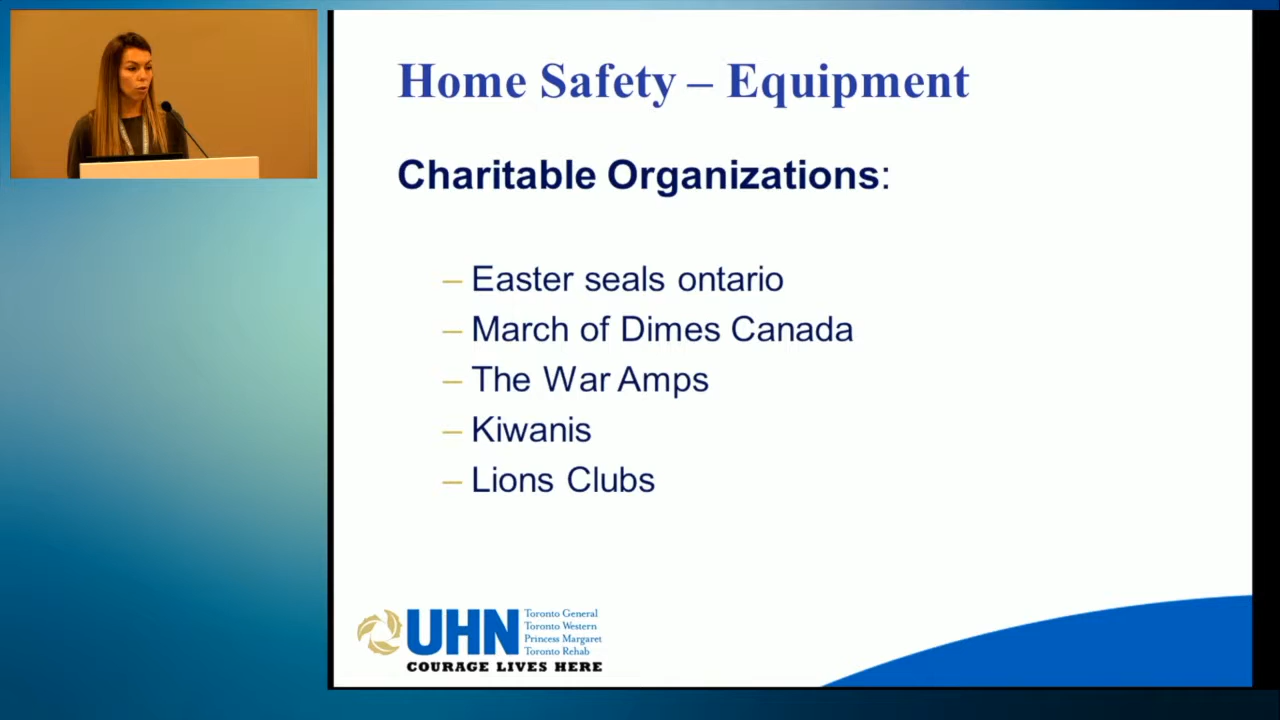 Home Safety – Equipment
Charitable Organizations:
– Easter seals ontario
– March of Dimes Canada
– The War Amps
– Kiwanis
– Lions Clubs
UHN
Toronto General
Toronto Western
Princess Margaret
Toronto Rehab
COURAGE LIVES HERE